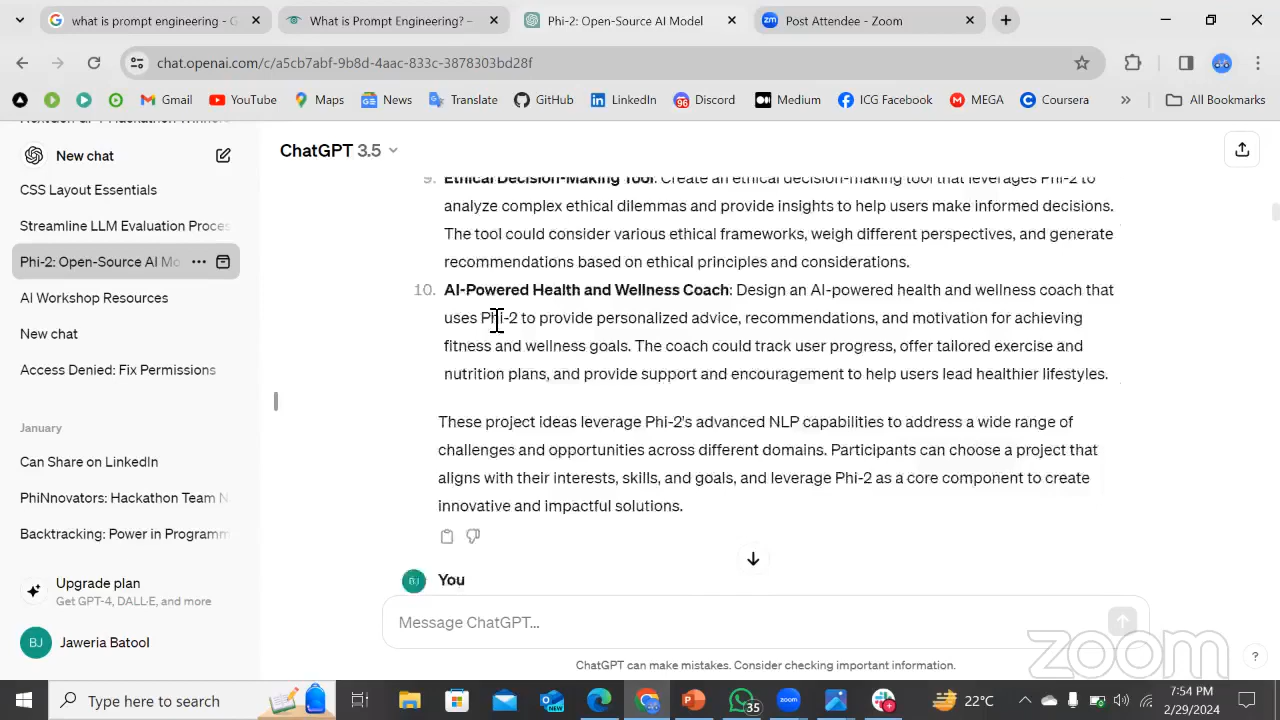 what is prompt engineering - G
What is Prompt Engineering? –
Phi-2: Open-Source AI Model
Post Attendee - Zoom
chat.openai.com/c/a5cb7abf-9b8d-4aac-833c-3878303bd28f
Gmail
YouTube
Maps
News
Translate
GitHub
LinkedIn
96
Discord
Medium
ICG Facebook
MEGA
Coursera
All Bookmarks
New chat
CSS Layout Essentials
Streamline LLM Evaluation Proces
Phi-2: Open-Source AI Mo
AI Workshop Resources
New chat
Access Denied: Fix Permissions
January
Can Share on LinkedIn
PhiNnovators: Hackathon Team N
Backtracking: Power in Programm
Upgrade plan
Get GPT-4, DALL·E, and more
BJ
Jaweria Batool
ChatGPT 3.5
9. Ethical Decision-Making Tool: Create an ethical decision-making tool that leverages Phi-2 to
analyze complex ethical dilemmas and provide insights to help users make informed decisions.
The tool could consider various ethical frameworks, weigh different perspectives, and generate
recommendations based on ethical principles and considerations.
10. AI-Powered Health and Wellness Coach: Design an AI-powered health and wellness coach that
uses Phi-2 to provide personalized advice, recommendations, and motivation for achieving
fitness and wellness goals. The coach could track user progress, offer tailored exercise and
nutrition plans, and provide support and encouragement to help users lead healthier lifestyles.
These project ideas leverage Phi-2's advanced NLP capabilities to address a wide range of
challenges and opportunities across different domains. Participants can choose a project that
aligns with their interests, skills, and goals, and leverage Phi-2 as a core component to create
innovative and impactful solutions.
BJ
You
Message ChatGPT...
ChatGPT can make mistakes. Consider checking important information.
?
zoom
Type here to search
35
22°C
7:54 PM
2/29/2024